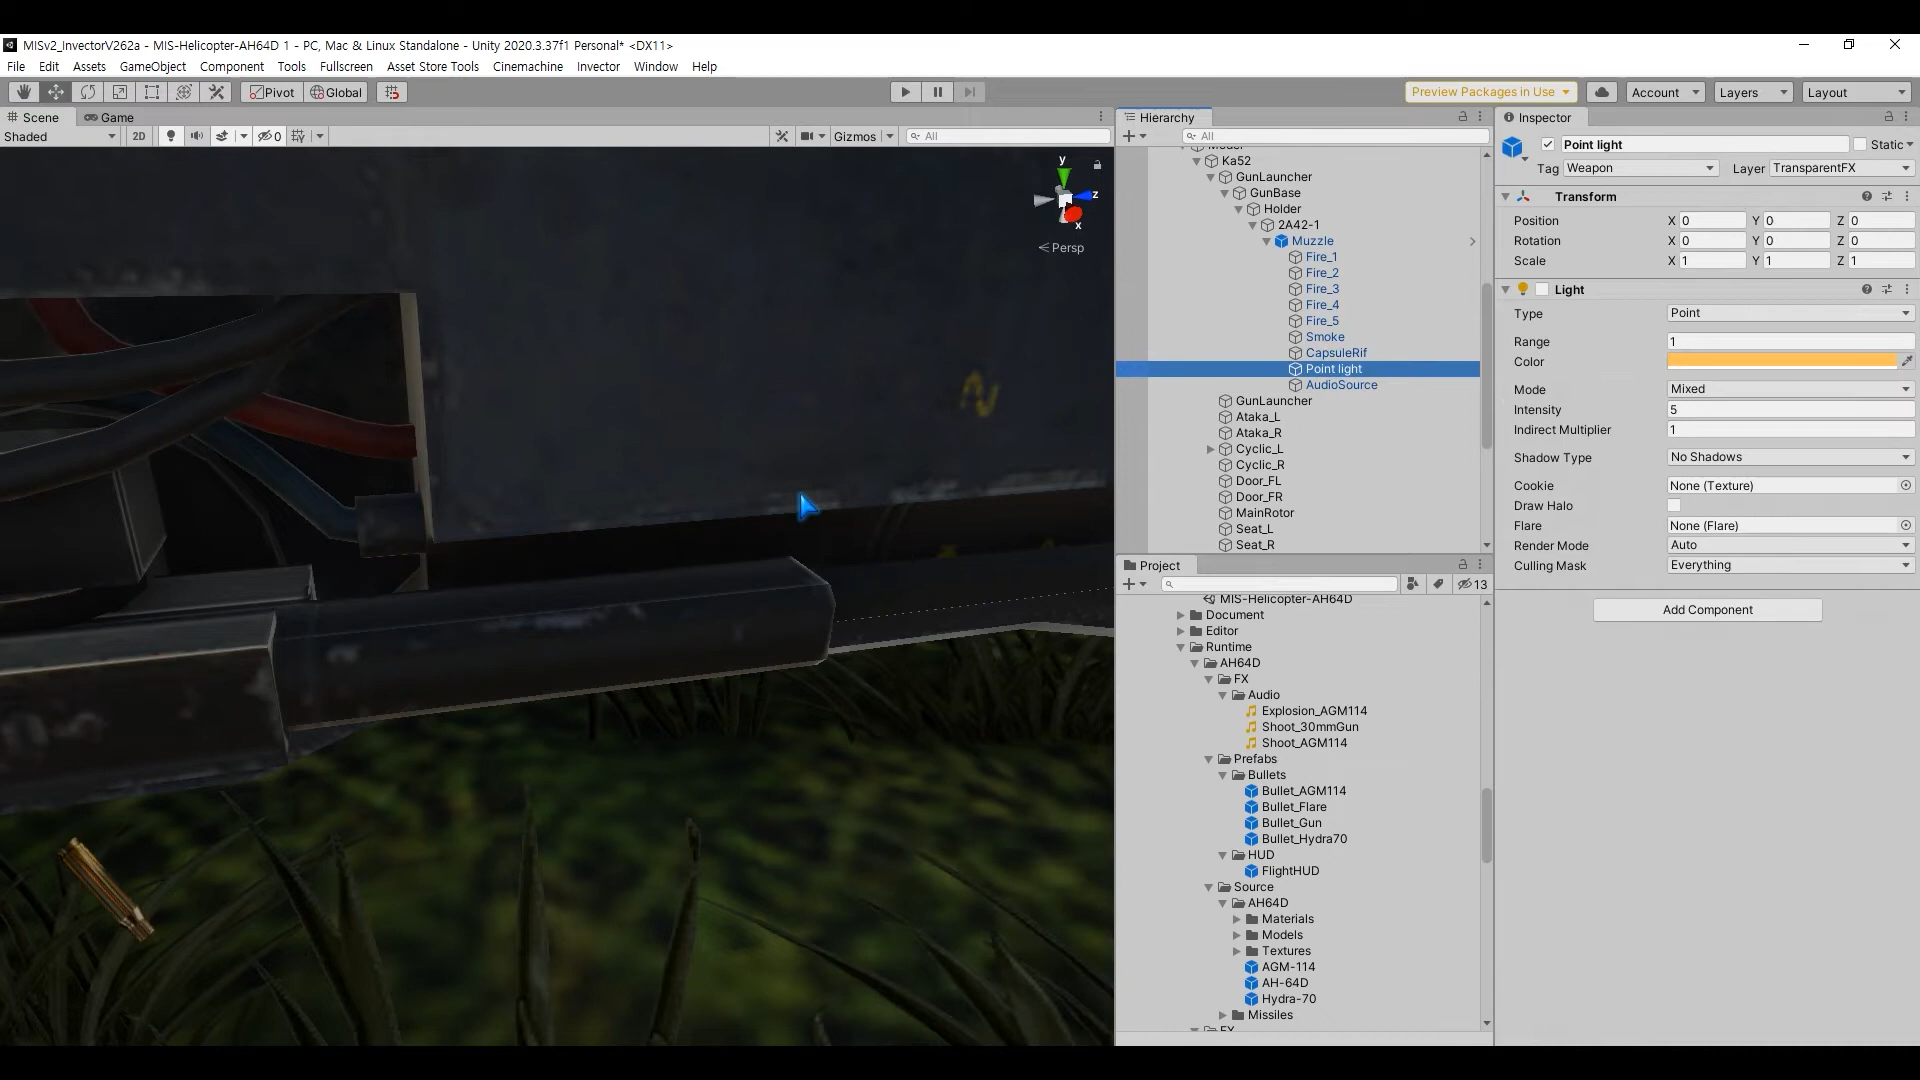 MISv2_InvectorV262a - MIS-Helicopter-AH64D 1 - PC, Mac & Linux Standalone - Unity 2020.3.37f1 Personal* <DX11>
File Edit Assets GameObject Component Tools Fullscreen Asset Store Tools Cinemachine Invector Window Help
Pivot Global Preview Packages in Use Account Layers Layout
Scene Game
Shaded 2D 0 Gizmos All
y
z
x
Persp
Hierarchy
All
Ka52
GunLauncher
GunBase
Holder
2A42-1
Muzzle
Fire_1
Fire_2
Fire_3
Fire_4
Fire_5
Smoke
CapsuleRif
Point light
AudioSource
GunLauncher
Ataka_L
Ataka_R
Cyclic_L
Cyclic_R
Door_FL
Door_FR
MainRotor
Seat_L
Seat_R
Project
13
MIS-Helicopter-AH64D
Document
Editor
Runtime
AH64D
FX
Audio
Explosion_AGM114
Shoot_30mmGun
Shoot_AGM114
Prefabs
Bullets
Bullet_AGM114
Bullet_Flare
Bullet_Gun
Bullet_Hydra70
HUD
FlightHUD
Source
AH64D
Materials
Models
Textures
AGM-114
AH-64D
Hydra-70
Missiles
FX
Inspector
Point light Static
Tag Weapon Layer TransparentFX
Transform
Position X 0 Y 0 Z 0
Rotation X 0 Y 0 Z 0
Scale X 1 Y 1 Z 1
Light
Type Point
Range 1
Color
Mode Mixed
Intensity 5
Indirect Multiplier 1
Shadow Type No Shadows
Cookie None (Texture)
Draw Halo
Flare None (Flare)
Render Mode Auto
Culling Mask Everything
Add Component